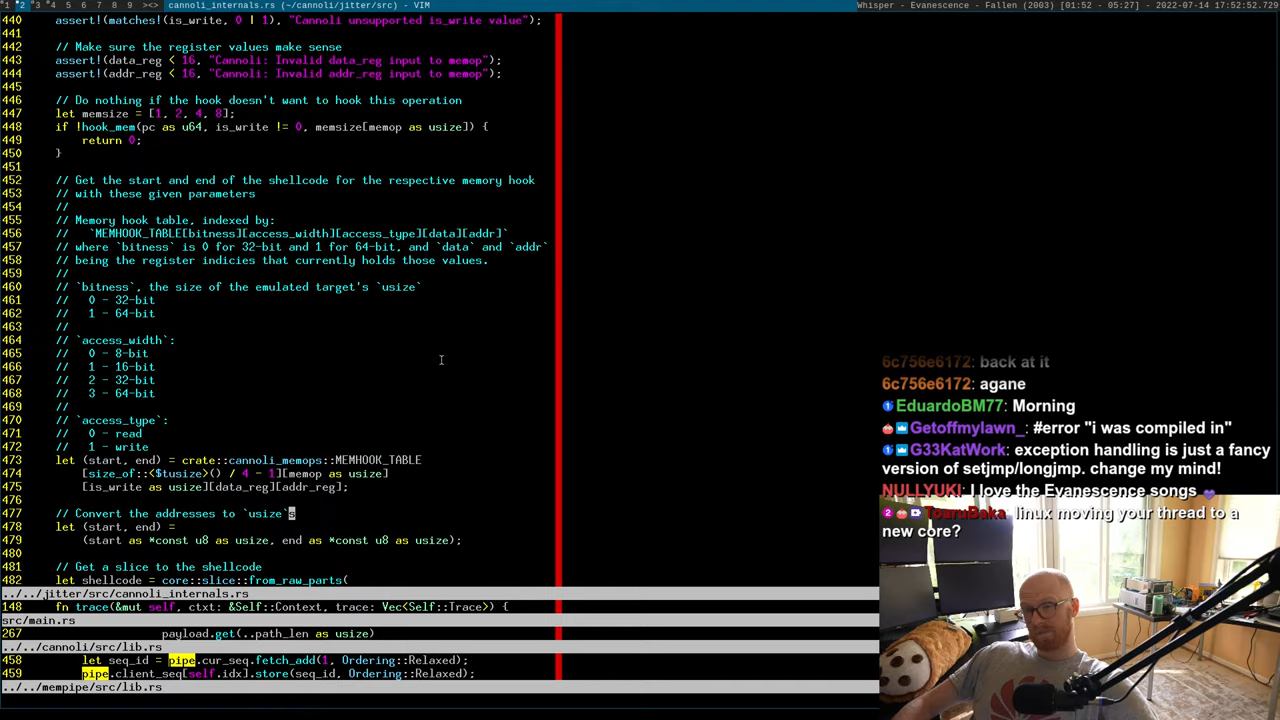 1 2 3 4 5 6 7 8 9 ><> cannoli_internals.rs (~/cannoli/jitter/src) - VIM Whisper - Evanescence - Fallen (2003) [01:52 - 05:27] - 2022-07-14 17:52:52.729
440 assert!(matches!(is_write, 0 | 1), "Cannoli unsupported is_write value");
441
442 // Make sure the register values make sense
443 assert!(data_reg < 16, "Cannoli: Invalid data_reg input to memop");
444 assert!(addr_reg < 16, "Cannoli: Invalid addr_reg input to memop");
445
446 // Do nothing if the hook doesn't want to hook this operation
447 let memsize = [1, 2, 4, 8];
448 if !hook_mem(pc as u64, is_write != 0, memsize[memop as usize]) {
449 return 0;
450 }
451
452 // Get the start and end of the shellcode for the respective memory hook
453 // with these given parameters
454 //
455 // Memory hook table, indexed by:
456 // `MEMHOOK_TABLE[bitness][access_width][access_type][data][addr]`
457 // where `bitness` is 0 for 32-bit and 1 for 64-bit, and `data` and `addr`
458 // being the register indicies that currently holds those values.
459 //
460 // `bitness`, the size of the emulated target's `usize`
461 // 0 - 32-bit
462 // 1 - 64-bit
463 //
464 // `access_width`:
465 // 0 - 8-bit
466 // 1 - 16-bit
467 // 2 - 32-bit
468 // 3 - 64-bit
469 //
470 // `access_type`:
471 // 0 - read
472 // 1 - write
473 let (start, end) = crate::cannoli_memops::MEMHOOK_TABLE
474 [size_of::<$tusize>() / 4 - 1][memop as usize]
475 [is_write as usize][data_reg][addr_reg];
476
477 // Convert the addresses to `usize`s
478 let (start, end) =
479 (start as *const u8 as usize, end as *const u8 as usize);
480
481 // Get a slice to the shellcode
482 let shellcode = core::slice::from_raw_parts(
../../jitter/src/cannoli_internals.rs
148 fn trace(&mut self, ctxt: &Self::Context, trace: Vec<Self::Trace>) {
src/main.rs
267 payload.get(..path_len as usize)
../../cannoli/src/lib.rs
458 let seq_id = pipe.cur_seq.fetch_add(1, Ordering::Relaxed);
459 pipe.client_seq[self.idx].store(seq_id, Ordering::Relaxed);
../../mempipe/src/lib.rs
6c756e6172: back at it
6c756e6172: agane
EduardoBM77: Morning
Getoffmylawn_: #error "i was compiled in"
G33KatWork: exception handling is just a fancy
version of setjmp/longjmp. change my mind!
NULLYUKI: I love the Evanescence songs
ToaruBaka: linux moving your thread to a
new core?